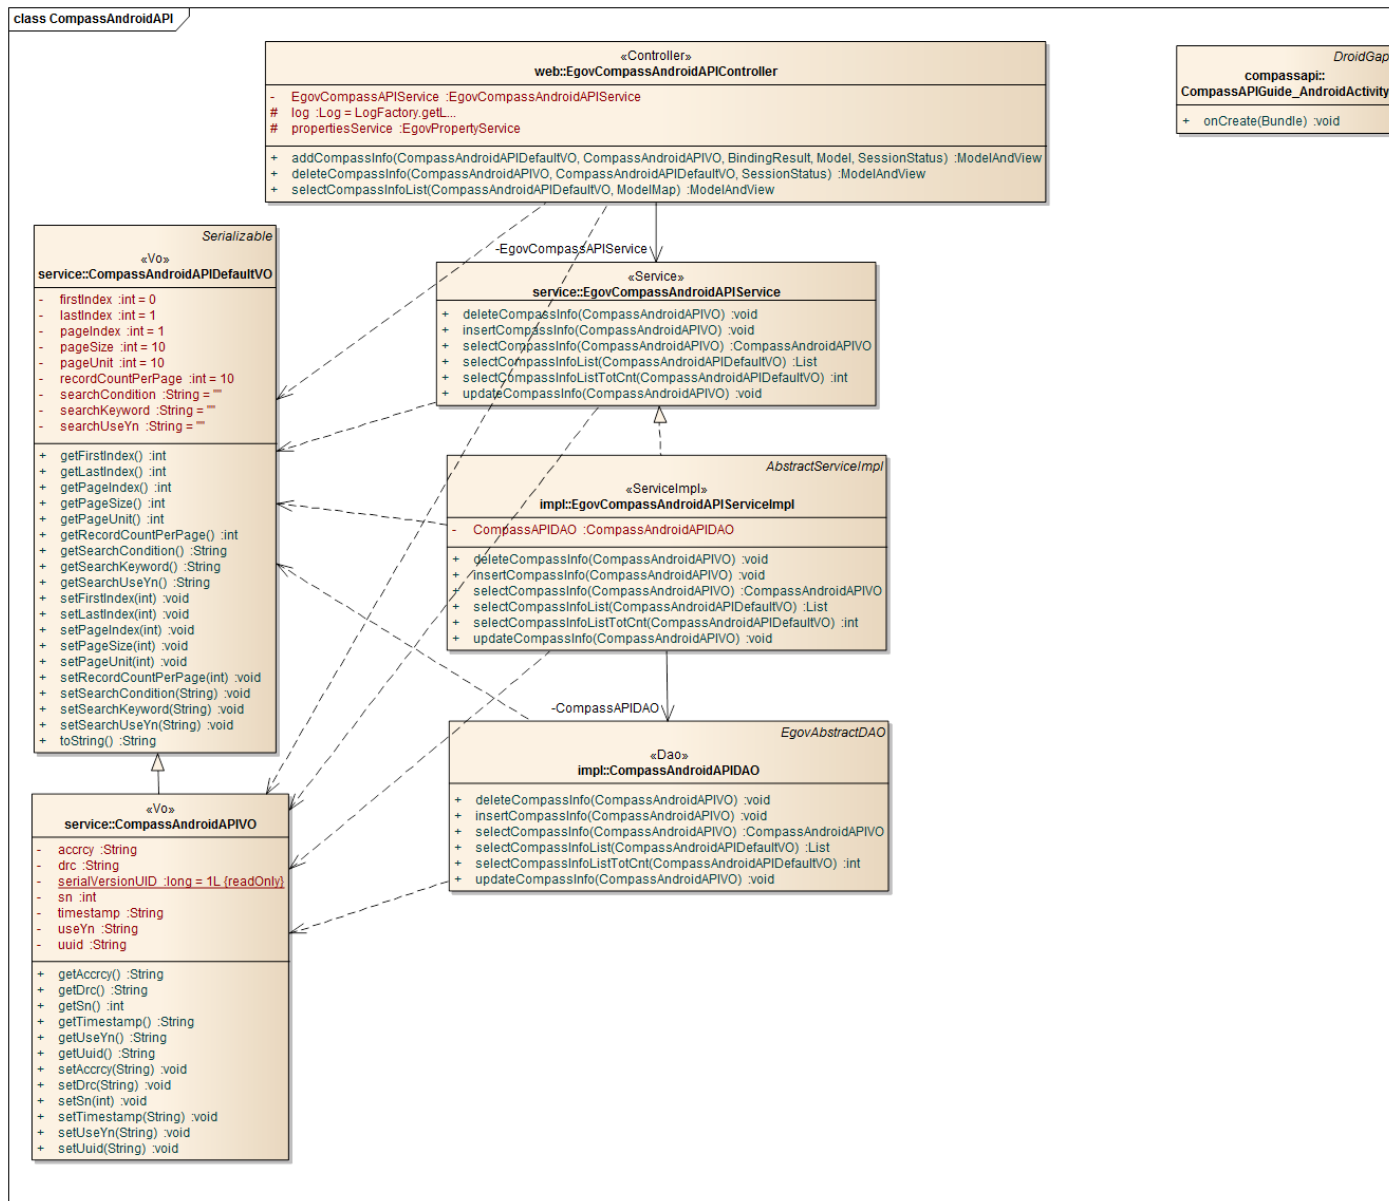 class CompassAndroidAPI
«Controller»
web::EgovCompassAndroidAPIController
- EgovCompassAPIService :EgovCompassAndroidAPIService
# log :Log = LogFactory.getL...
# propertiesService :EgovPropertyService
+ addCompassInfo(CompassAndroidAPIDefaultVO, CompassAndroidAPIVO, BindingResult, Model, SessionStatus) :ModelAndView
+ deleteCompassInfo(CompassAndroidAPIVO, CompassAndroidAPIDefaultVO, SessionStatus) :ModelAndView
+ selectCompassInfoList(CompassAndroidAPIDefaultVO, ModelMap) :ModelAndView
DroidGap
compassapi::
CompassAPIGuide_AndroidActivity
+ onCreate(Bundle) :void
-EgovCompassAPIService
Serializable
«Vo»
service::CompassAndroidAPIDefaultVO
- firstIndex :int = 0
- lastIndex :int = 1
- pageIndex :int = 1
- pageSize :int = 10
- pageUnit :int = 10
- recordCountPerPage :int = 10
- searchCondition :String = ""
- searchKeyword :String = ""
- searchUseYn :String = ""
+ getFirstIndex() :int
+ getLastIndex() :int
+ getPageIndex() :int
+ getPageSize() :int
+ getPageUnit() :int
+ getRecordCountPerPage() :int
+ getSearchCondition() :String
+ getSearchKeyword() :String
+ getSearchUseYn() :String
+ setFirstIndex(int) :void
+ setLastIndex(int) :void
+ setPageIndex(int) :void
+ setPageSize(int) :void
+ setPageUnit(int) :void
+ setRecordCountPerPage(int) :void
+ setSearchCondition(String) :void
+ setSearchKeyword(String) :void
+ setSearchUseYn(String) :void
+ toString() :String
«Service»
service::EgovCompassAndroidAPIService
+ deleteCompassInfo(CompassAndroidAPIVO) :void
+ insertCompassInfo(CompassAndroidAPIVO) :void
+ selectCompassInfo(CompassAndroidAPIVO) :CompassAndroidAPIVO
+ selectCompassInfoList(CompassAndroidAPIDefaultVO) :List
+ selectCompassInfoListTotCnt(CompassAndroidAPIDefaultVO) :int
+ updateCompassInfo(CompassAndroidAPIVO) :void
AbstractServiceImpl
«ServiceImpl»
impl::EgovCompassAndroidAPIServiceImpl
- CompassAPIDAO :CompassAndroidAPIDAO
+ deleteCompassInfo(CompassAndroidAPIVO) :void
+ insertCompassInfo(CompassAndroidAPIVO) :void
+ selectCompassInfo(CompassAndroidAPIVO) :CompassAndroidAPIVO
+ selectCompassInfoList(CompassAndroidAPIDefaultVO) :List
+ selectCompassInfoListTotCnt(CompassAndroidAPIDefaultVO) :int
+ updateCompassInfo(CompassAndroidAPIVO) :void
-CompassAPIDAO
EgovAbstractDAO
«Dao»
impl::CompassAndroidAPIDAO
+ deleteCompassInfo(CompassAndroidAPIVO) :void
+ insertCompassInfo(CompassAndroidAPIVO) :void
+ selectCompassInfo(CompassAndroidAPIVO) :CompassAndroidAPIVO
+ selectCompassInfoList(CompassAndroidAPIDefaultVO) :List
+ selectCompassInfoListTotCnt(CompassAndroidAPIDefaultVO) :int
+ updateCompassInfo(CompassAndroidAPIVO) :void
«Vo»
service::CompassAndroidAPIVO
- accrcy :String
- drc :String
- serialVersionUID :long = 1L {readOnly}
- sn :int
- timestamp :String
- useYn :String
- uuid :String
+ getAccrcy() :String
+ getDrc() :String
+ getSn() :int
+ getTimestamp() :String
+ getUseYn() :String
+ getUuid() :String
+ setAccrcy(String) :void
+ setDrc(String) :void
+ setSn(int) :void
+ setTimestamp(String) :void
+ setUseYn(String) :void
+ setUuid(String) :void